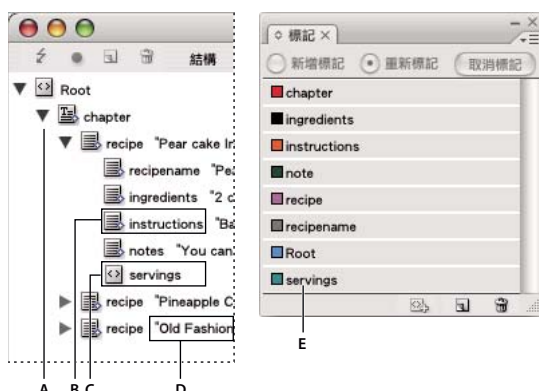 結構
Root
chapter
recipe "Pear cake In
recipename "Pe
ingredients "2 c
instructions "Ba
notes "You can
servings
recipe "Pineapple C
recipe "Old Fashion
A B C D
標記
新增標記 重新標記 取消標記
chapter
ingredients
instructions
note
recipe
recipename
Root
servings
E